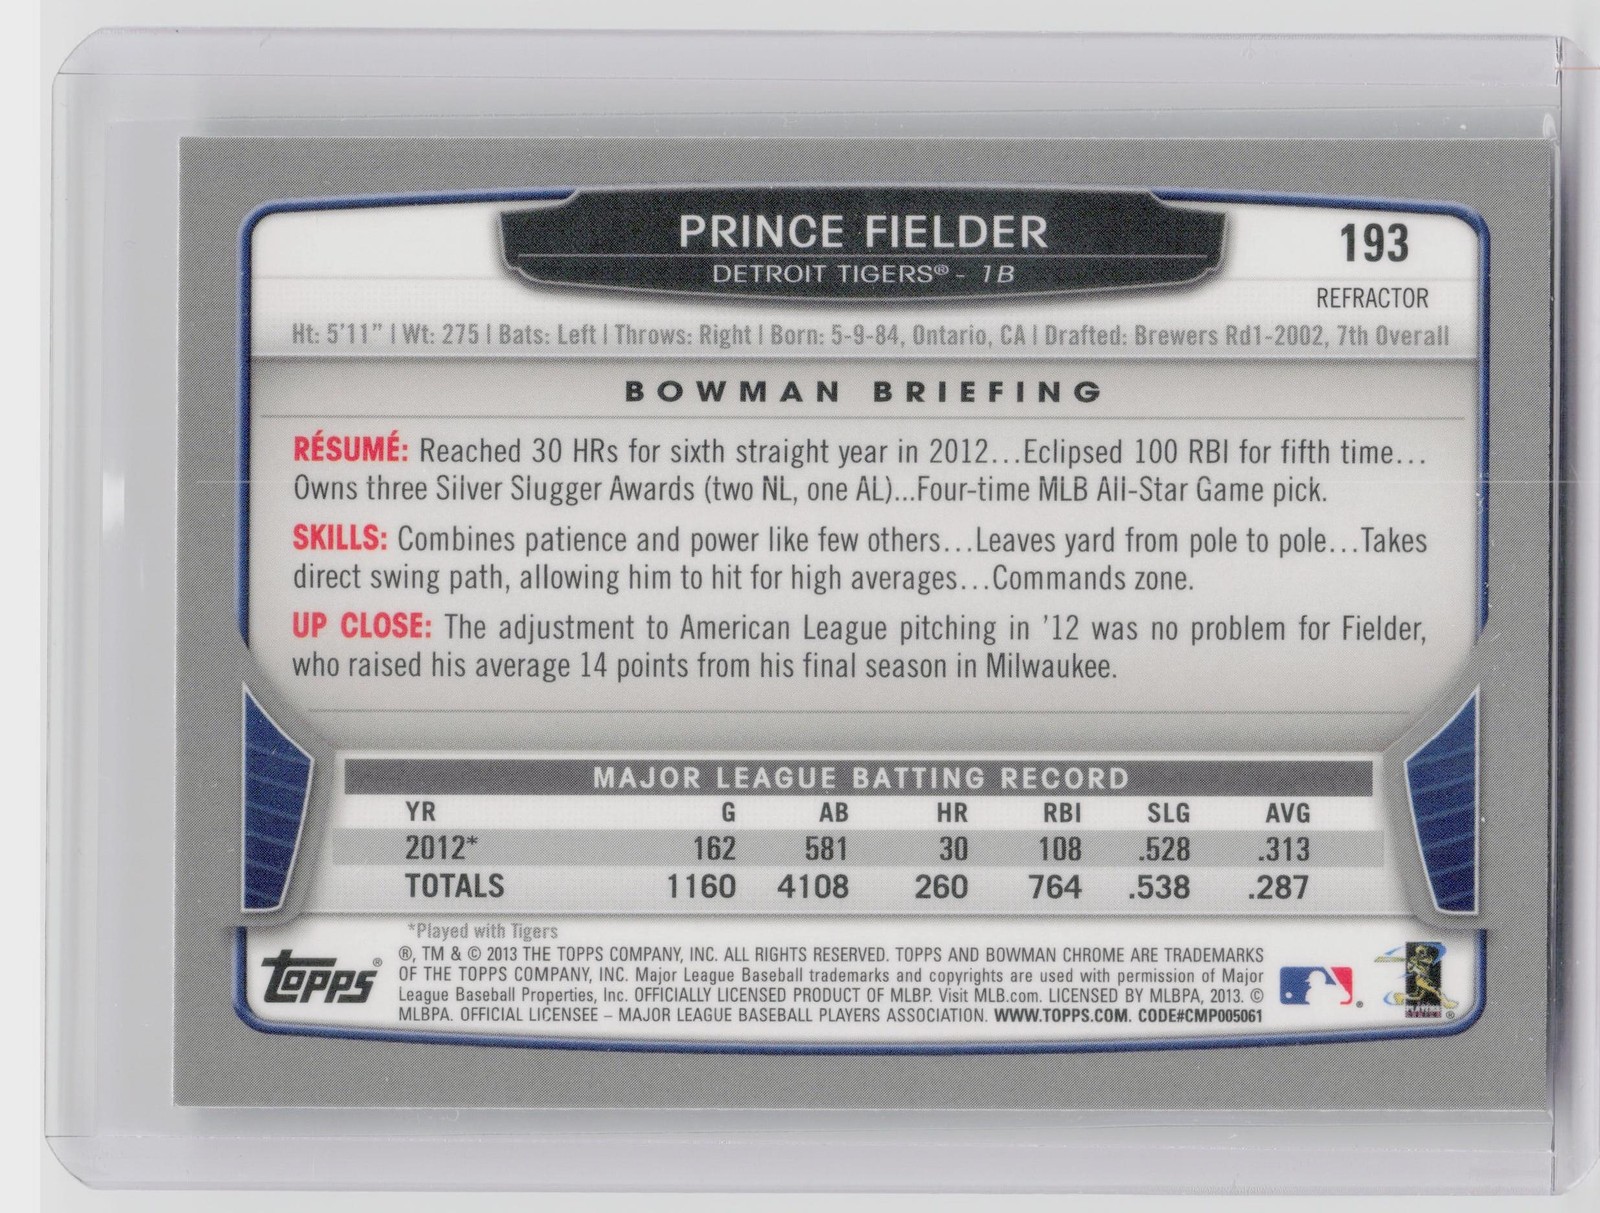 PRINCE FIELDER
DETROIT TIGERS® - 1B
193
REFRACTOR
Ht: 5'11" | Wt: 275 | Bats: Left | Throws: Right | Born: 5-9-84, Ontario, CA | Drafted: Brewers Rd1-2002, 7th Overall
BOWMAN BRIEFING
RÉSUMÉ: Reached 30 HRs for sixth straight year in 2012...Eclipsed 100 RBI for fifth time...
Owns three Silver Slugger Awards (two NL, one AL)...Four-time MLB All-Star Game pick.
SKILLS: Combines patience and power like few others...Leaves yard from pole to pole...Takes
direct swing path, allowing him to hit for high averages...Commands zone.
UP CLOSE: The adjustment to American League pitching in '12 was no problem for Fielder,
who raised his average 14 points from his final season in Milwaukee.
MAJOR LEAGUE BATTING RECORD
YR G AB HR RBI SLG AVG
2012* 162 581 30 108 .528 .313
TOTALS 1160 4108 260 764 .538 .287
*Played with Tigers
Topps®
®, TM & © 2013 THE TOPPS COMPANY, INC. ALL RIGHTS RESERVED. TOPPS AND BOWMAN CHROME ARE TRADEMARKS
OF THE TOPPS COMPANY, INC. Major League Baseball trademarks and copyrights are used with permission of Major
League Baseball Properties, Inc. OFFICIALLY LICENSED PRODUCT OF MLBP. Visit MLB.com. LICENSED BY MLBPA, 2013. ©
MLBPA. OFFICIAL LICENSEE – MAJOR LEAGUE BASEBALL PLAYERS ASSOCIATION. WWW.TOPPS.COM. CODE#CMP005061